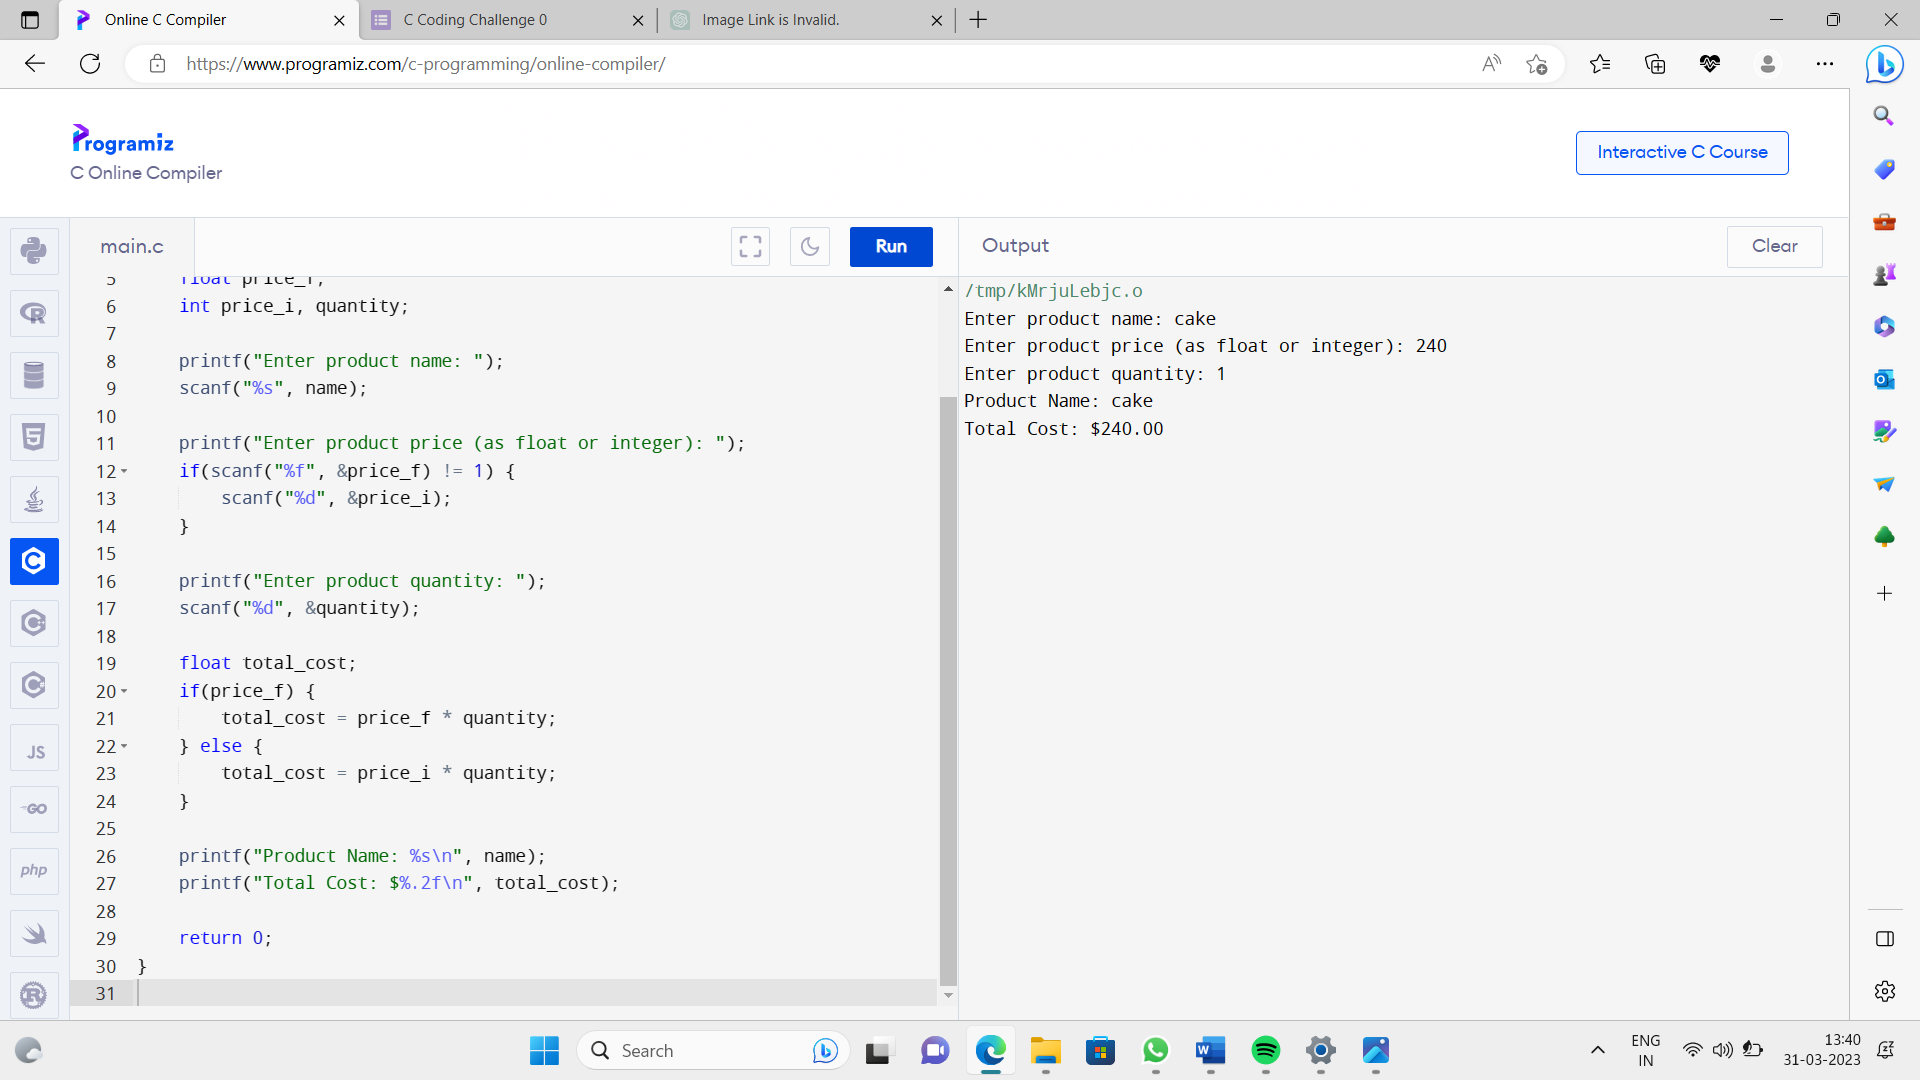 Online C Compiler
C Coding Challenge 0
Image Link is Invalid.
https://www.programiz.com/c-programming/online-compiler/
Programiz
C Online Compiler
Interactive C Course
main.c
Run
Output
Clear
5 float price_f;
6 int price_i, quantity;
7
8 printf("Enter product name: ");
9 scanf("%s", name);
10
11 printf("Enter product price (as float or integer): ");
12 if(scanf("%f", &price_f) != 1) {
13 scanf("%d", &price_i);
14 }
15
16 printf("Enter product quantity: ");
17 scanf("%d", &quantity);
18
19 float total_cost;
20 if(price_f) {
21 total_cost = price_f * quantity;
22 } else {
23 total_cost = price_i * quantity;
24 }
25
26 printf("Product Name: %s\n", name);
27 printf("Total Cost: $%.2f\n", total_cost);
28
29 return 0;
30 }
31
/tmp/kMrjuLebjc.o
Enter product name: cake
Enter product price (as float or integer): 240
Enter product quantity: 1
Product Name: cake
Total Cost: $240.00
JS
GO
php
Search
ENG
IN
13:40
31-03-2023